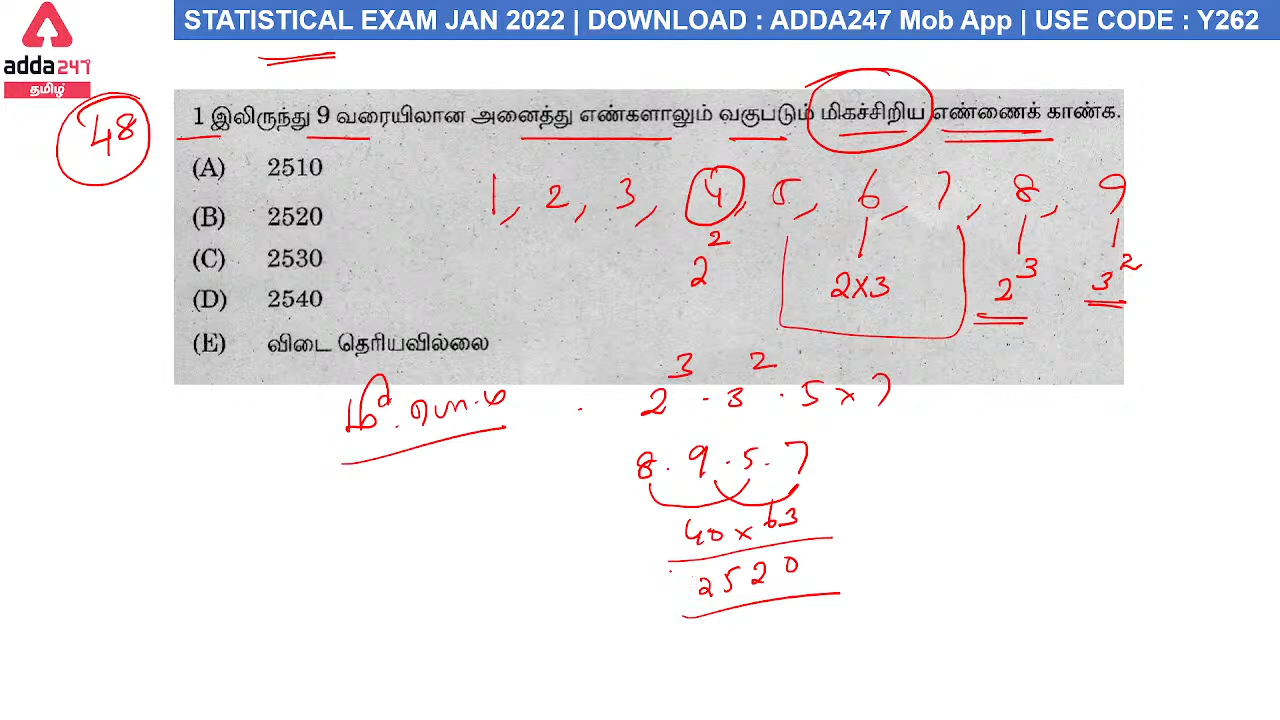 STATISTICAL EXAM JAN 2022 | DOWNLOAD : ADDA247 Mob App | USE CODE : Y262
adda247
தமிழ்
48
1 இலிருந்து 9 வரையிலான அனைத்து எண்களாலும் வகுபடும் மிகச்சிறிய எண்ணைக் காண்க.
(A) 2510
(B) 2520
(C) 2530
(D) 2540
(E) விடை தெரியவில்லை
1, 2, 3, 4, 5, 6, 7, 8, 9
2² 2×3 2³ 3²
மீ.பொ.ம . 2³ . 3² . 5 × 7
8 . 9 . 5 . 7
40 × 63
2520